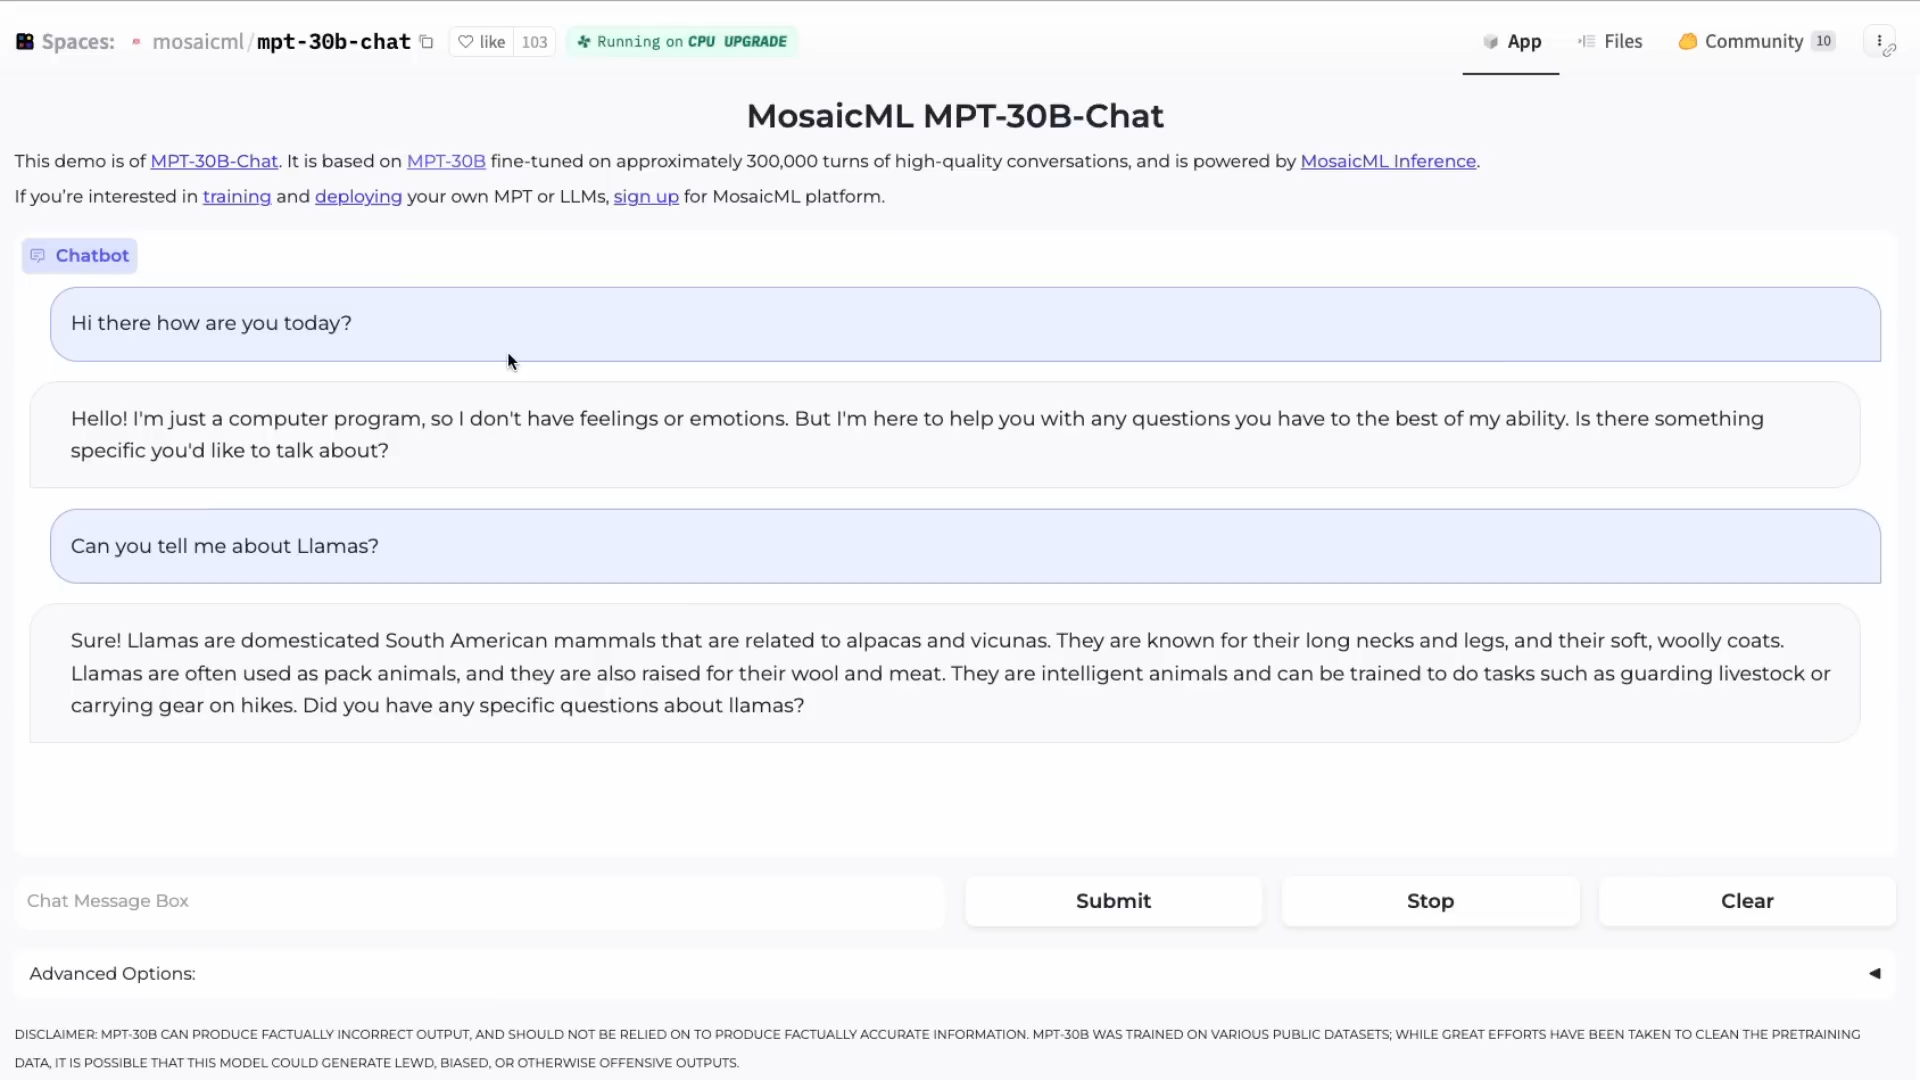 Spaces: mosaicml/mpt-30b-chat like 103 Running on CPU UPGRADE App Files Community 10
MosaicML MPT-30B-Chat
This demo is of MPT-30B-Chat. It is based on MPT-30B fine-tuned on approximately 300,000 turns of high-quality conversations, and is powered by MosaicML Inference.
If you're interested in training and deploying your own MPT or LLMs, sign up for MosaicML platform.
Chatbot
Hi there how are you today?
Hello! I'm just a computer program, so I don't have feelings or emotions. But I'm here to help you with any questions you have to the best of my ability. Is there something
specific you'd like to talk about?
Can you tell me about Llamas?
Sure! Llamas are domesticated South American mammals that are related to alpacas and vicunas. They are known for their long necks and legs, and their soft, woolly coats.
Llamas are often used as pack animals, and they are also raised for their wool and meat. They are intelligent animals and can be trained to do tasks such as guarding livestock or
carrying gear on hikes. Did you have any specific questions about llamas?
Chat Message Box Submit Stop Clear
Advanced Options:
DISCLAIMER: MPT-30B CAN PRODUCE FACTUALLY INCORRECT OUTPUT, AND SHOULD NOT BE RELIED ON TO PRODUCE FACTUALLY ACCURATE INFORMATION. MPT-30B WAS TRAINED ON VARIOUS PUBLIC DATASETS; WHILE GREAT EFFORTS HAVE BEEN TAKEN TO CLEAN THE PRETRAINING
DATA, IT IS POSSIBLE THAT THIS MODEL COULD GENERATE LEWD, BIASED, OR OTHERWISE OFFENSIVE OUTPUTS.